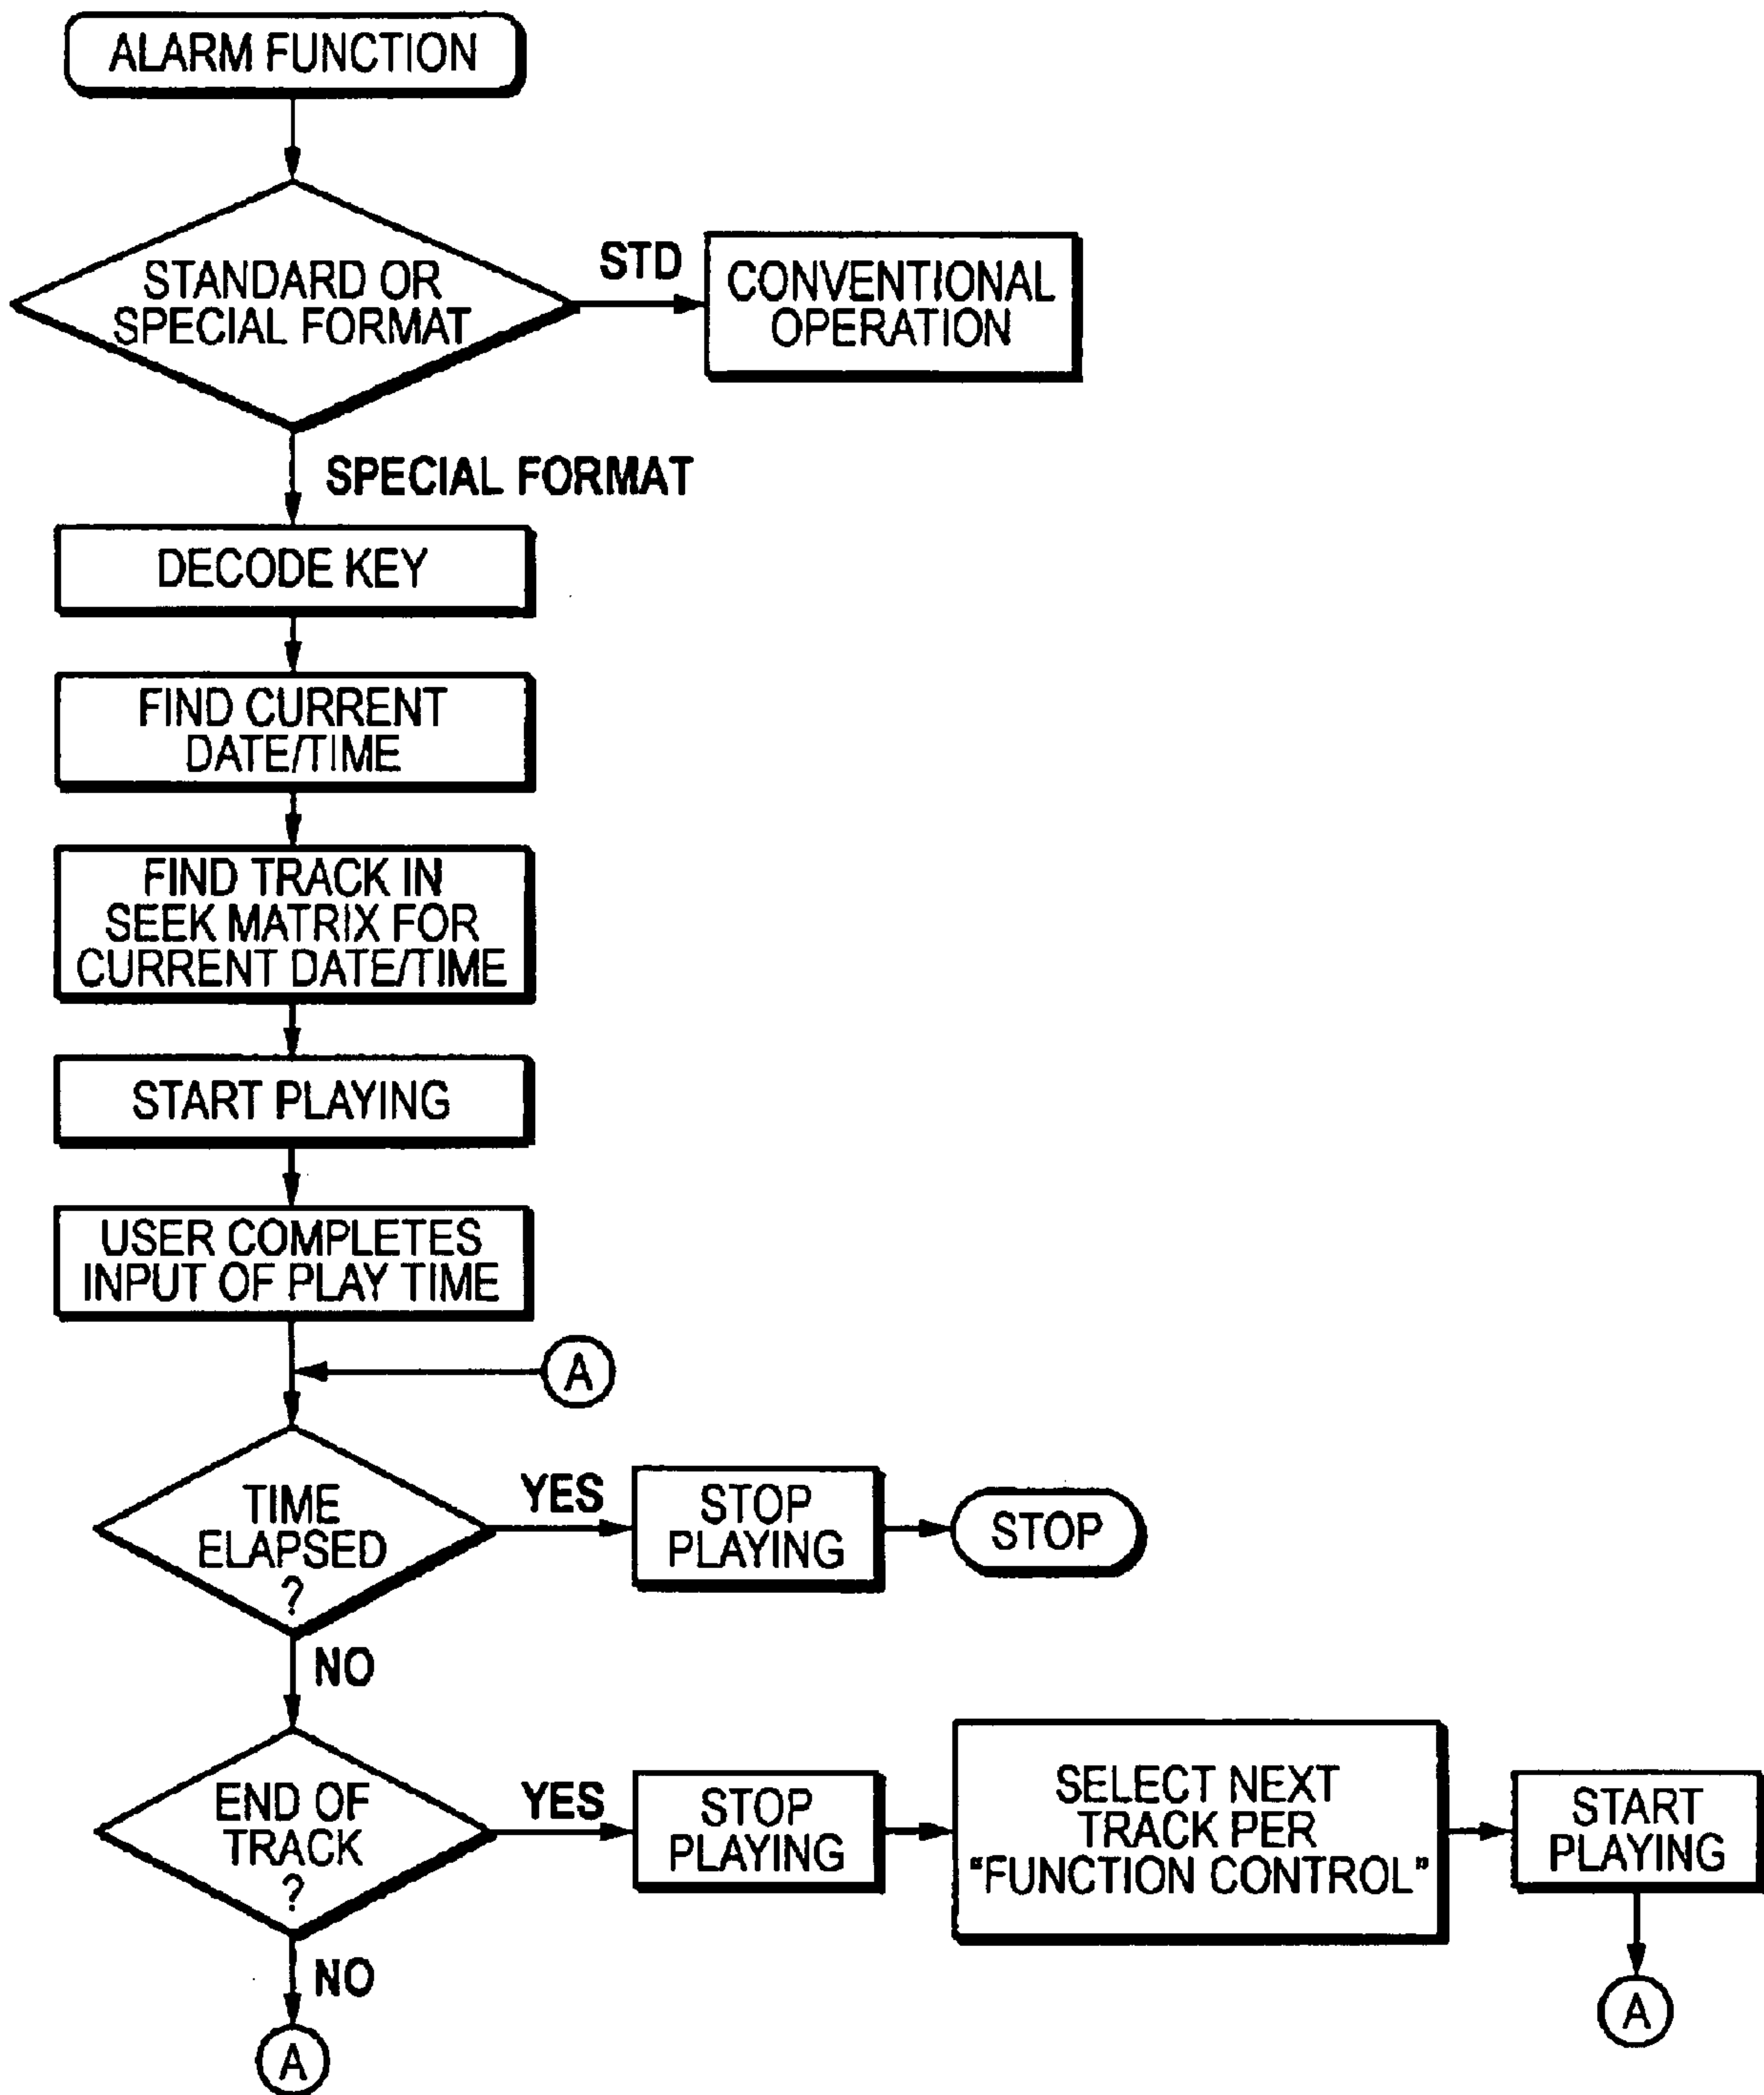 ALARM FUNCTION
STANDARD OR
SPECIAL FORMAT
STD
CONVENTIONAL
OPERATION
SPECIAL FORMAT
DECODE KEY
FIND CURRENT
DATE/TIME
FIND TRACK IN
SEEK MATRIX FOR
CURRENT DATE/TIME
START PLAYING
USER COMPLETES
INPUT OF PLAY TIME
A
TIME
ELAPSED
?
YES
STOP
PLAYING
STOP
NO
END OF
TRACK
?
YES
STOP
PLAYING
SELECT NEXT
TRACK PER
"FUNCTION CONTROL"
START
PLAYING
NO
A
A